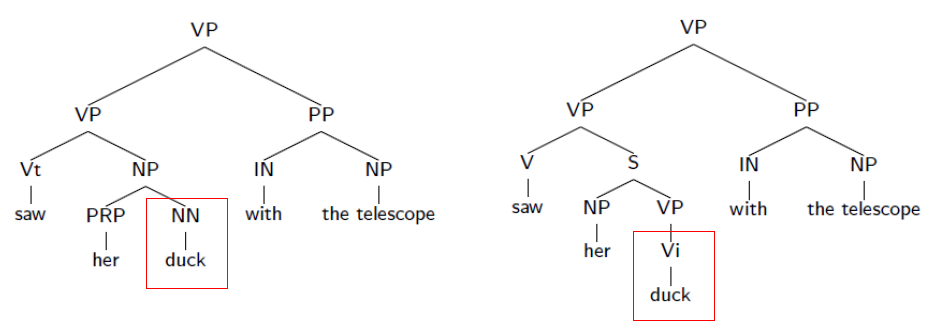 VP
VP PP
Vt NP IN NP
saw PRP NN with the telescope
her duck
VP
VP PP
V S IN NP
saw NP VP with the telescope
her Vi
duck